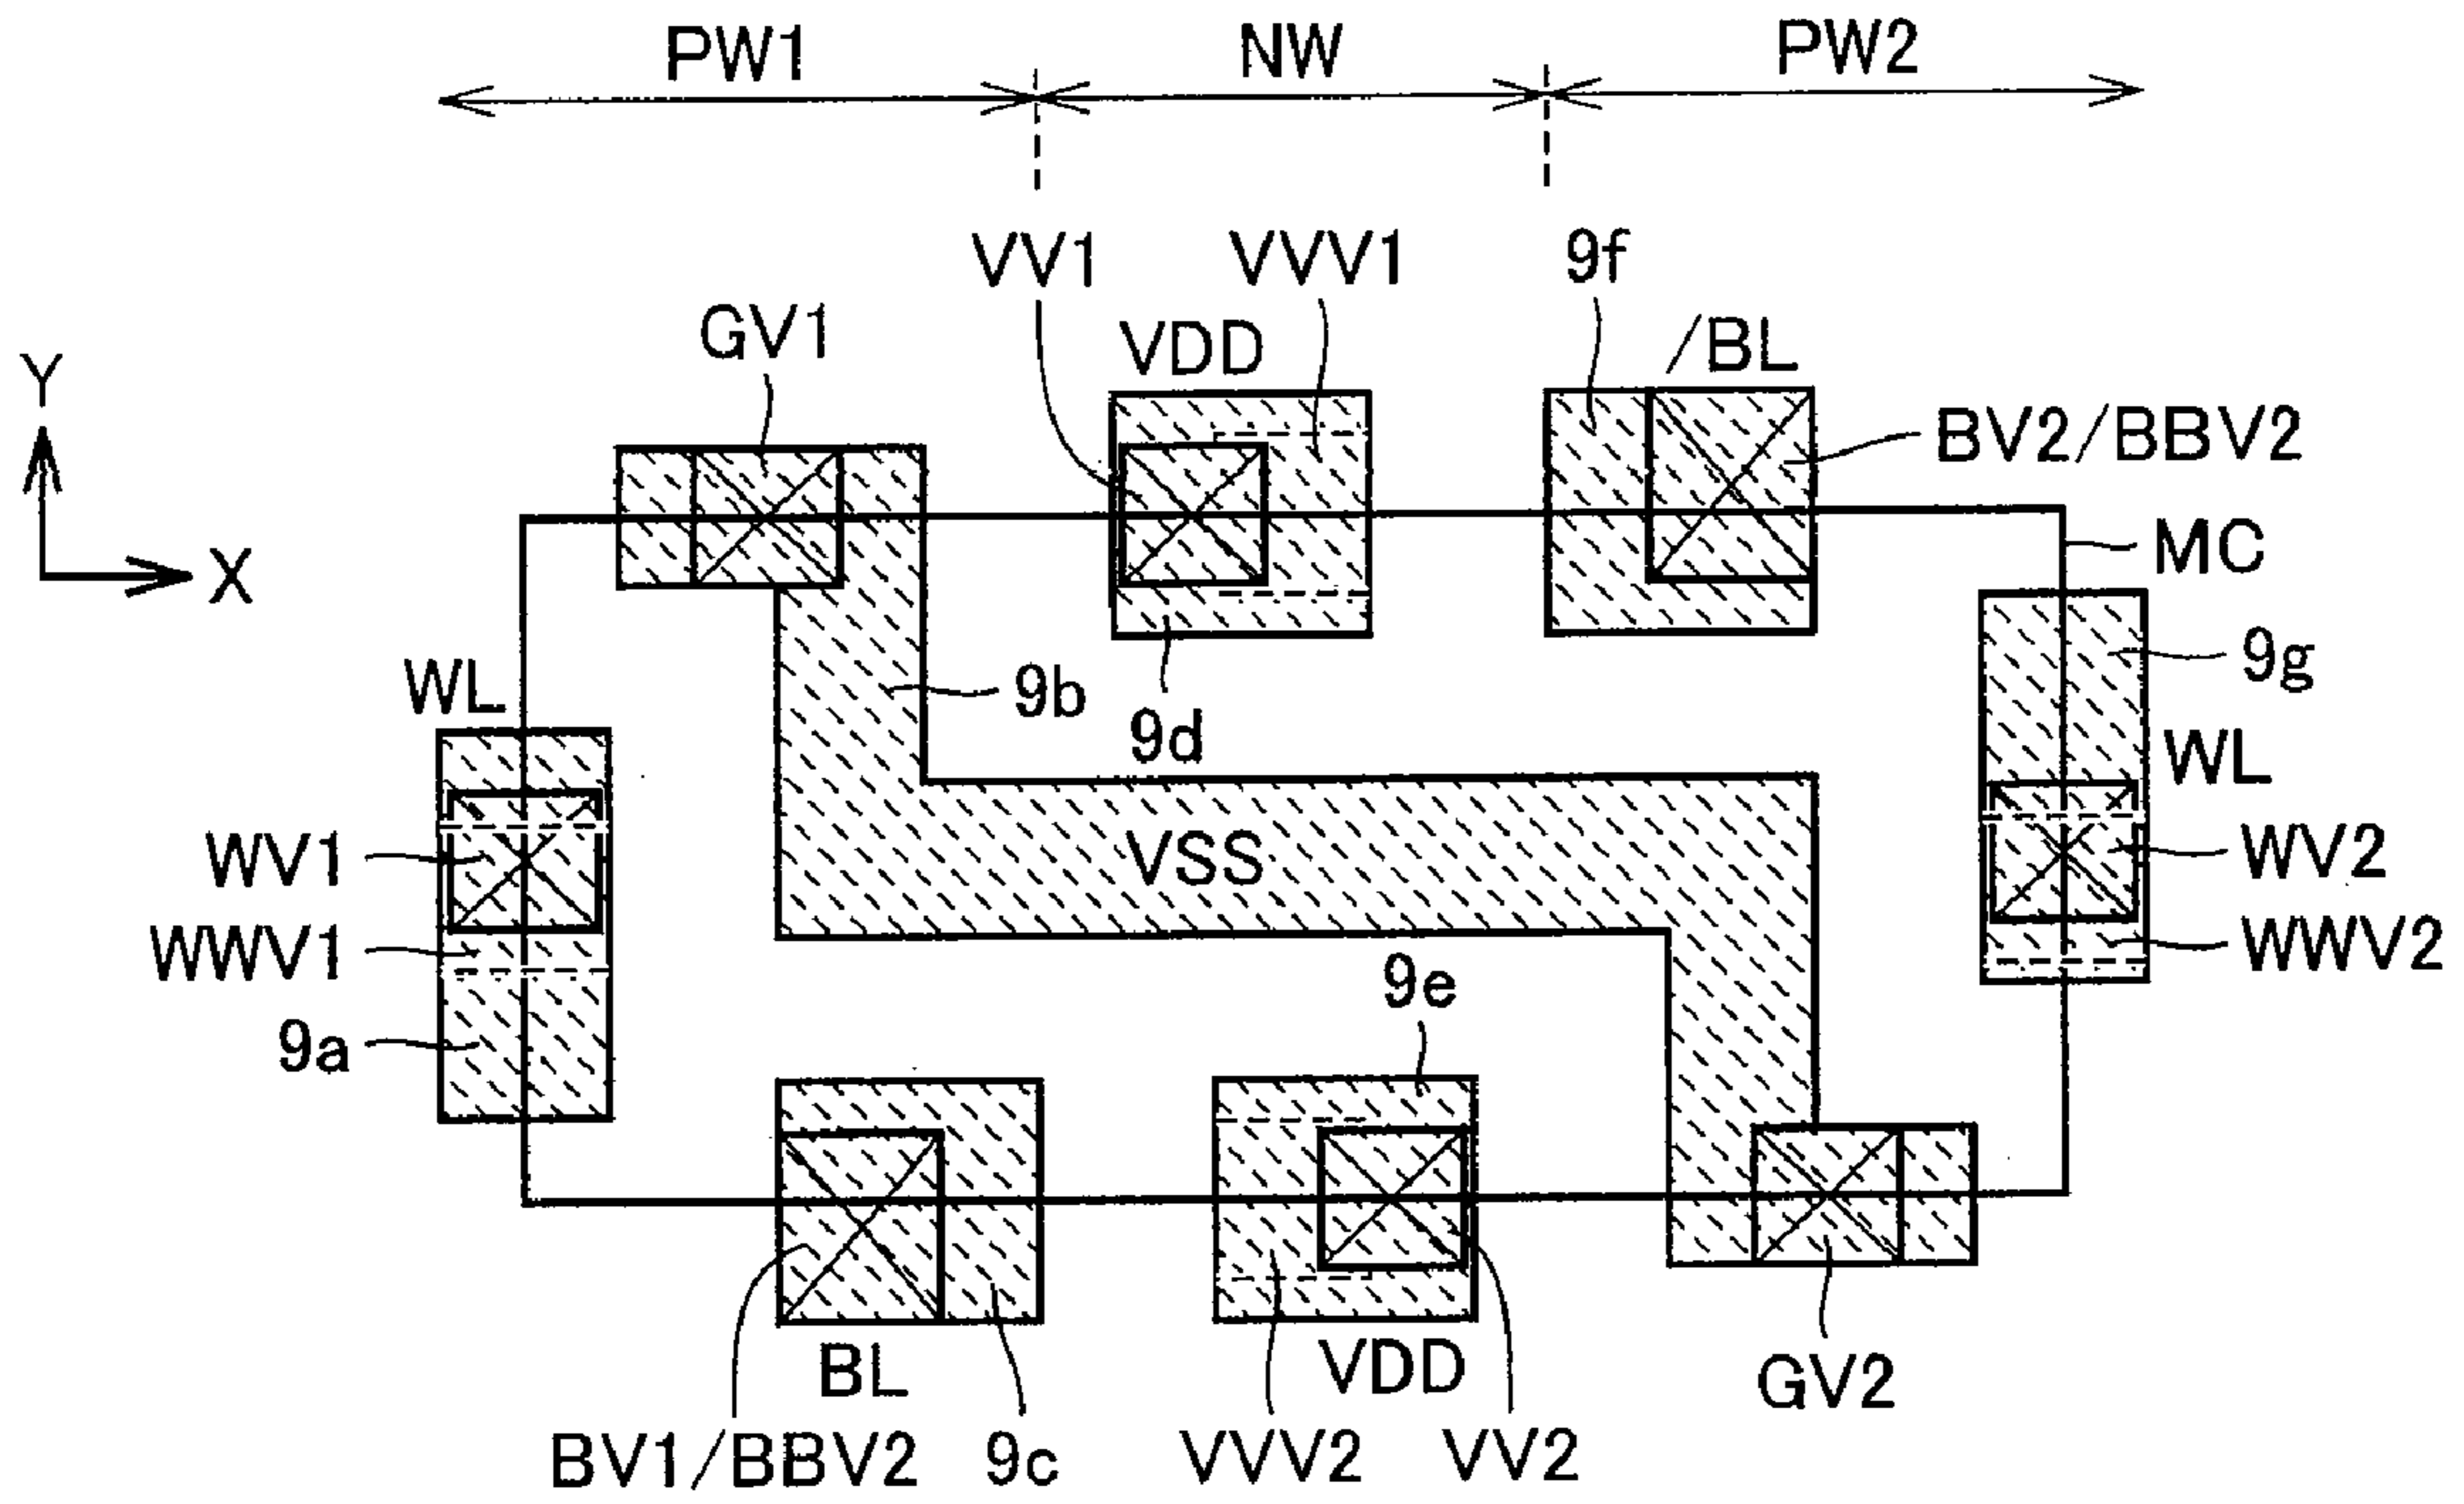 PW1 NW PW2
VV1 VVV1 9f
GV1 VDD /BL
Y
BV2/BBV2
MC
X
9b 9g
WL 9d
WL
WV1 VSS WV2
WWV1 9e WWV2
9a
BL VDD GV2
BV1/BBV2 9c VVV2 VV2